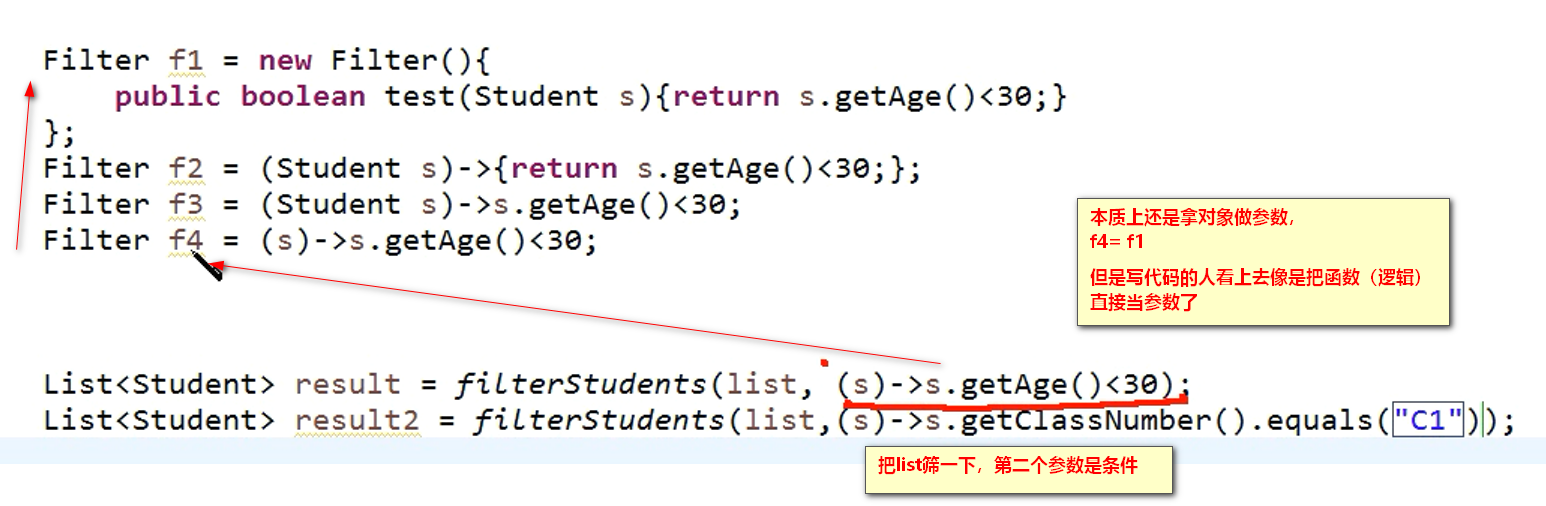 Filter f1 = new Filter(){
public boolean test(Student s){return s.getAge()<30;}
};
Filter f2 = (Student s)->{return s.getAge()<30;};
Filter f3 = (Student s)->s.getAge()<30;
Filter f4 = (s)->s.getAge()<30;
本质上还是拿对象做参数，
f4= f1
但是写代码的人看上去像是把函数（逻辑）
直接当参数了
List<Student> result = filterStudents(list, (s)->s.getAge()<30);
List<Student> result2 = filterStudents(list,(s)->s.getClassNumber().equals("C1"));
把list筛一下，第二个参数是条件